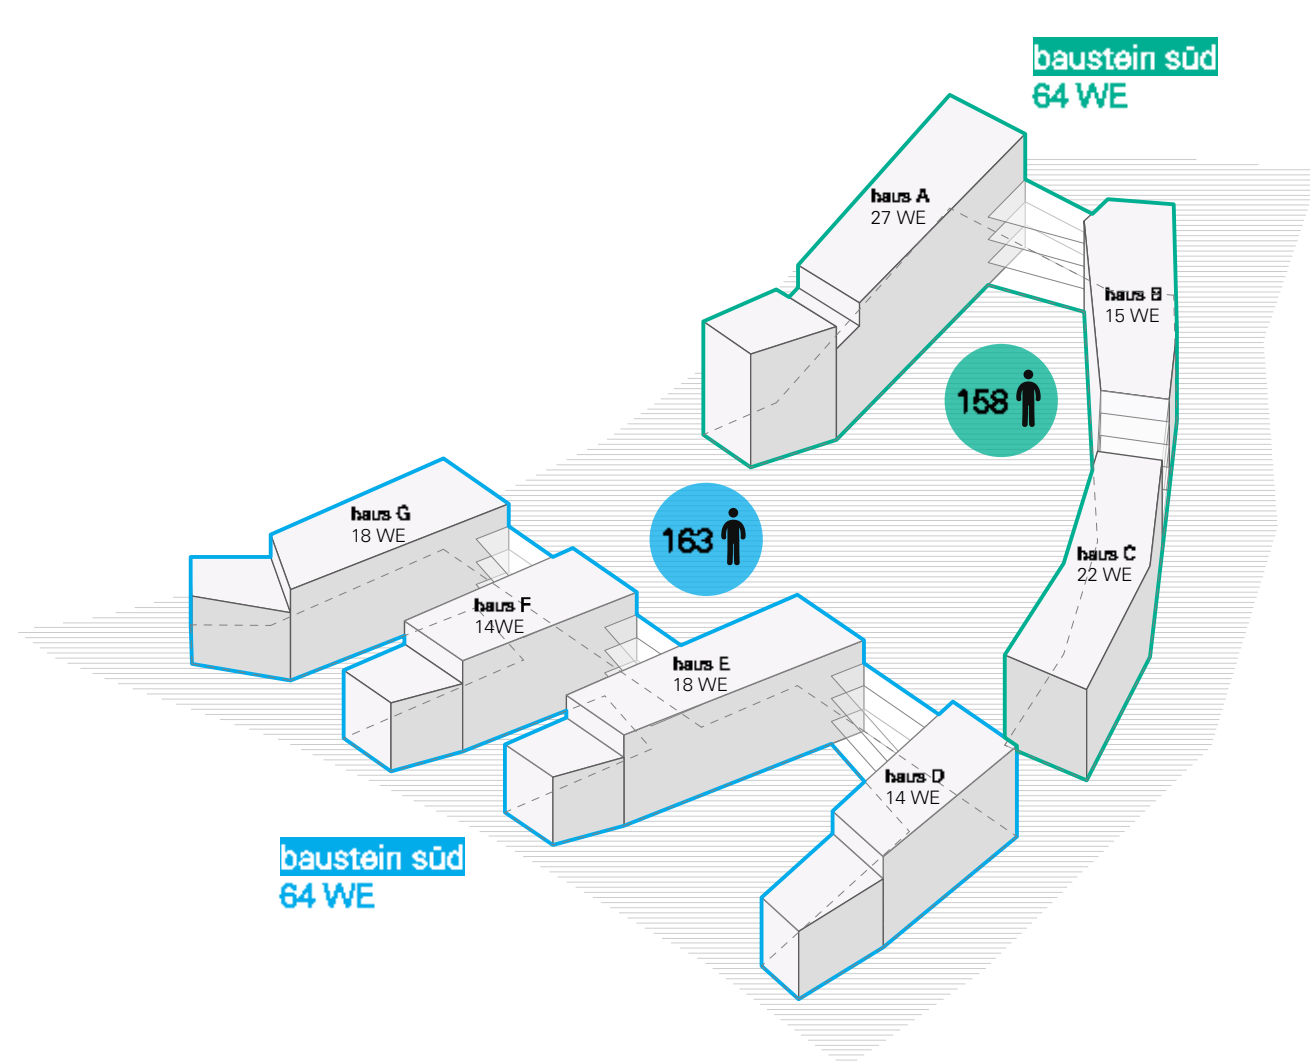 baustein süd
64 WE
haus A
27 WE
haus B
15 WE
158
haus G
18 WE
163
haus C
22 WE
haus F
14WE
haus E
18 WE
haus D
14 WE
baustein süd
64 WE